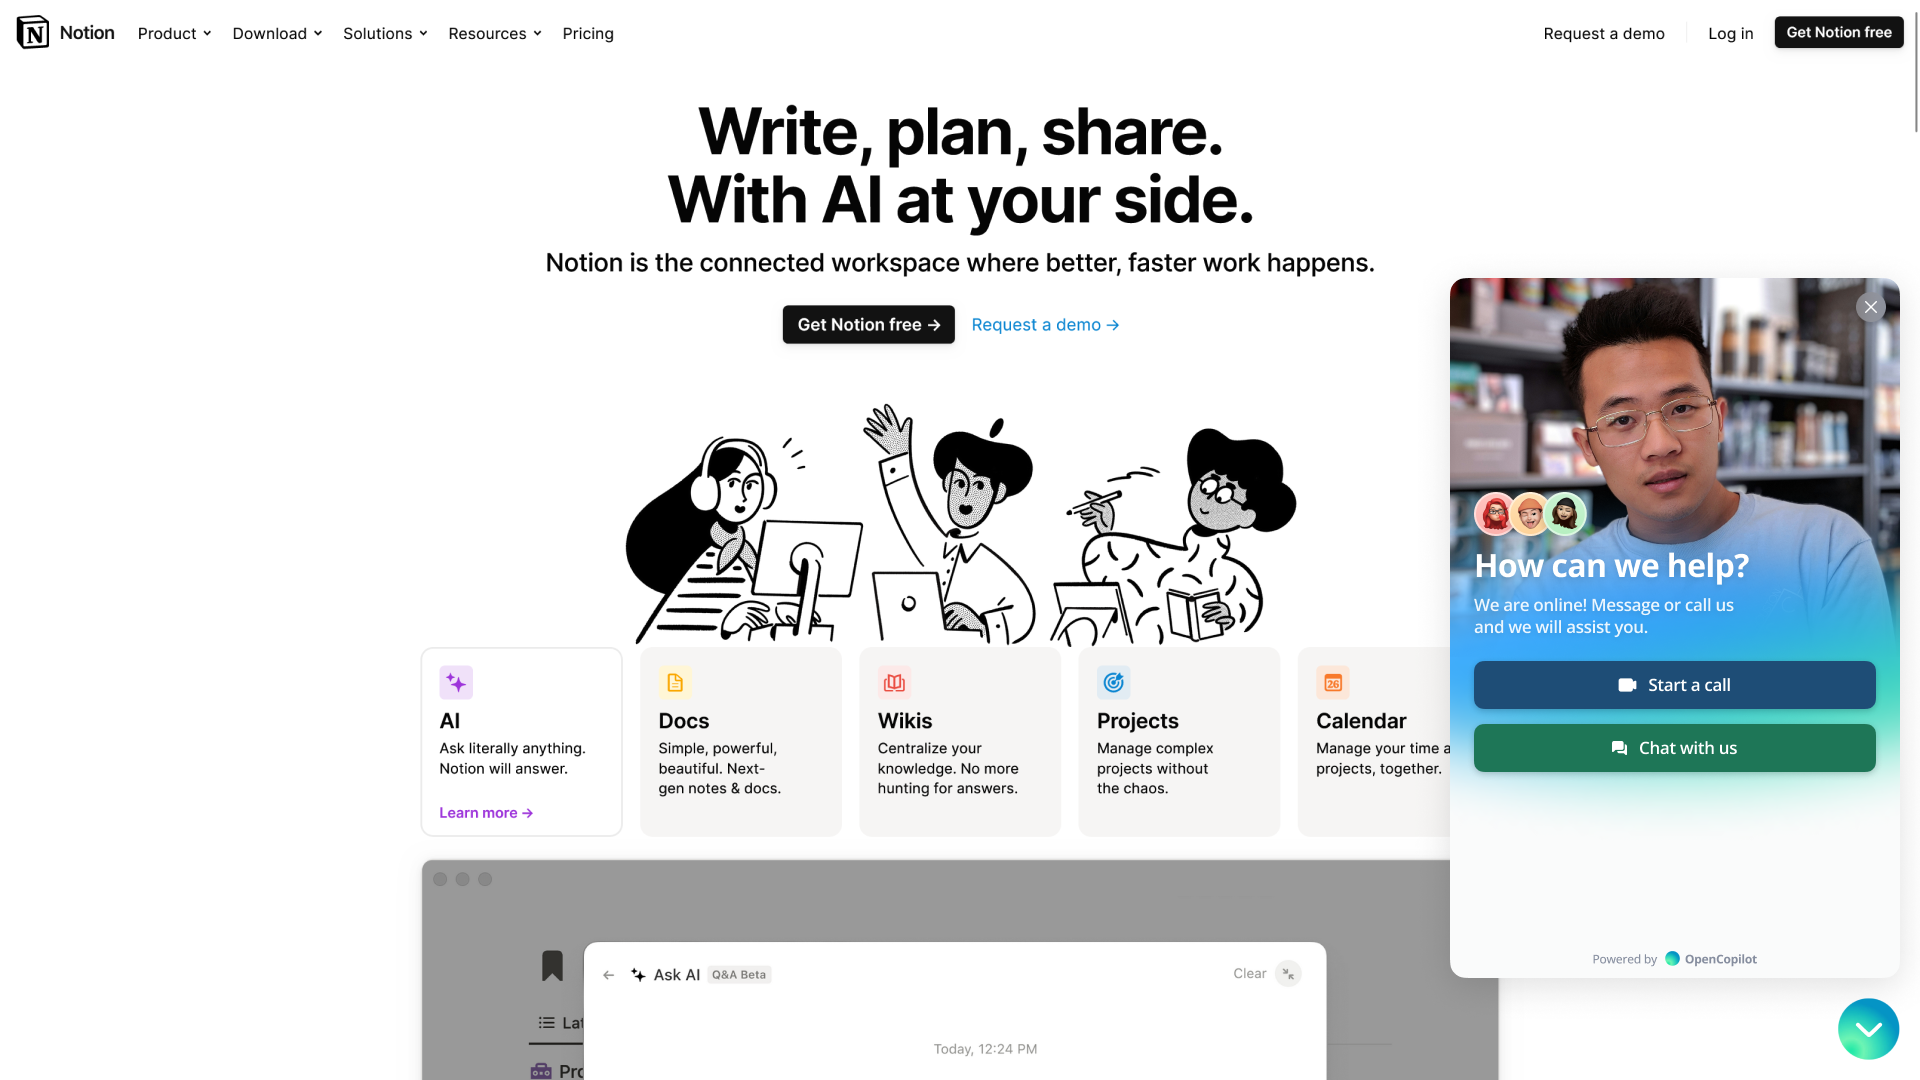 Notion
Product
Download
Solutions
Resources
Pricing
Request a demo
Log in
Get Notion free
Write, plan, share.
With AI at your side.
Notion is the connected workspace where better, faster work happens.
Get Notion free →
Request a demo →
AI
Ask literally anything.
Notion will answer.
Learn more →
Docs
Simple, powerful,
beautiful. Next-
gen notes & docs.
Wikis
Centralize your
knowledge. No more
hunting for answers.
Projects
Manage complex
projects without
the chaos.
26
Calendar
Manage your time a
projects, together.
Ask AI
Q&A Beta
Clear
Lat
Today, 12:24 PM
Pro
How can we help?
We are online! Message or call us
and we will assist you.
Start a call
Chat with us
Powered by OpenCopilot